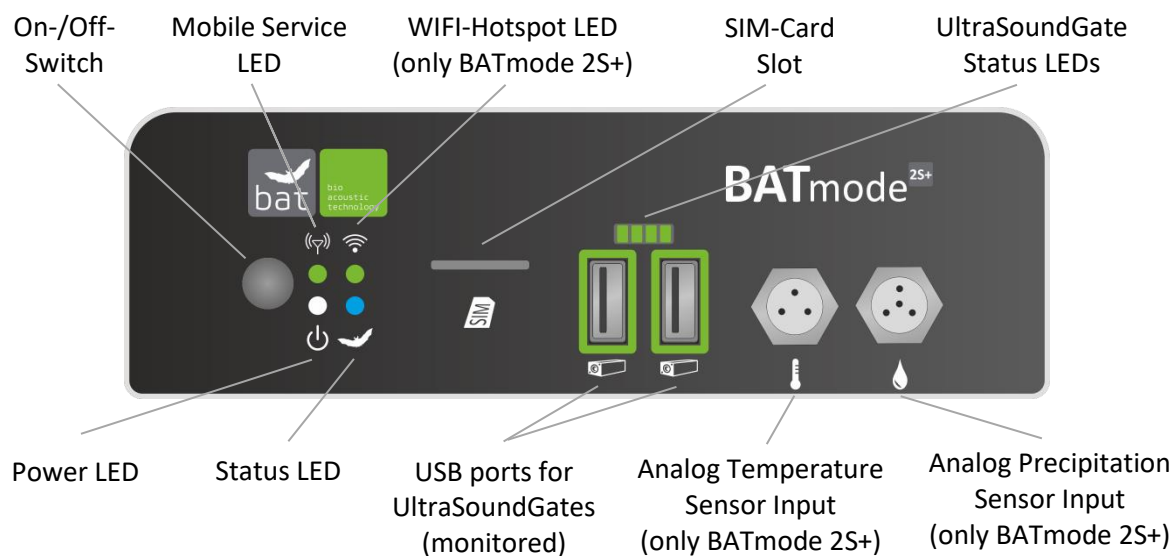 On-/Off-
Switch
Mobile Service
LED
WIFI-Hotspot LED
(only BATmode 2S+)
SIM-Card
Slot
UltraSoundGate
Status LEDs
bat
bio
acoustic
technology
BATmode 2S+
SIM
Power LED
Status LED
USB ports for
UltraSoundGates
(monitored)
Analog Temperature
Sensor Input
(only BATmode 2S+)
Analog Precipitation
Sensor Input
(only BATmode 2S+)